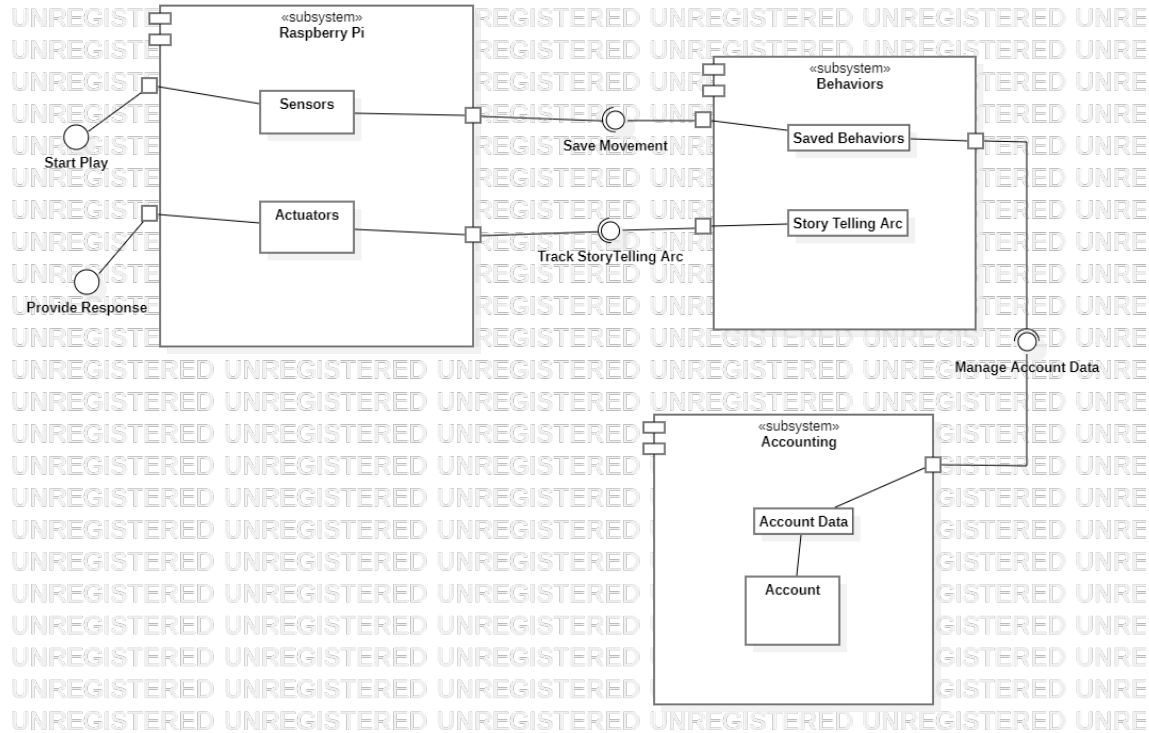 «subsystem»
Raspberry Pi
Sensors
Start Play
Actuators
Provide Response
Save Movement
Track StoryTelling Arc
«subsystem»
Behaviors
Saved Behaviors
Story Telling Arc
Manage Account Data
«subsystem»
Accounting
Account Data
Account
UNREGISTERED